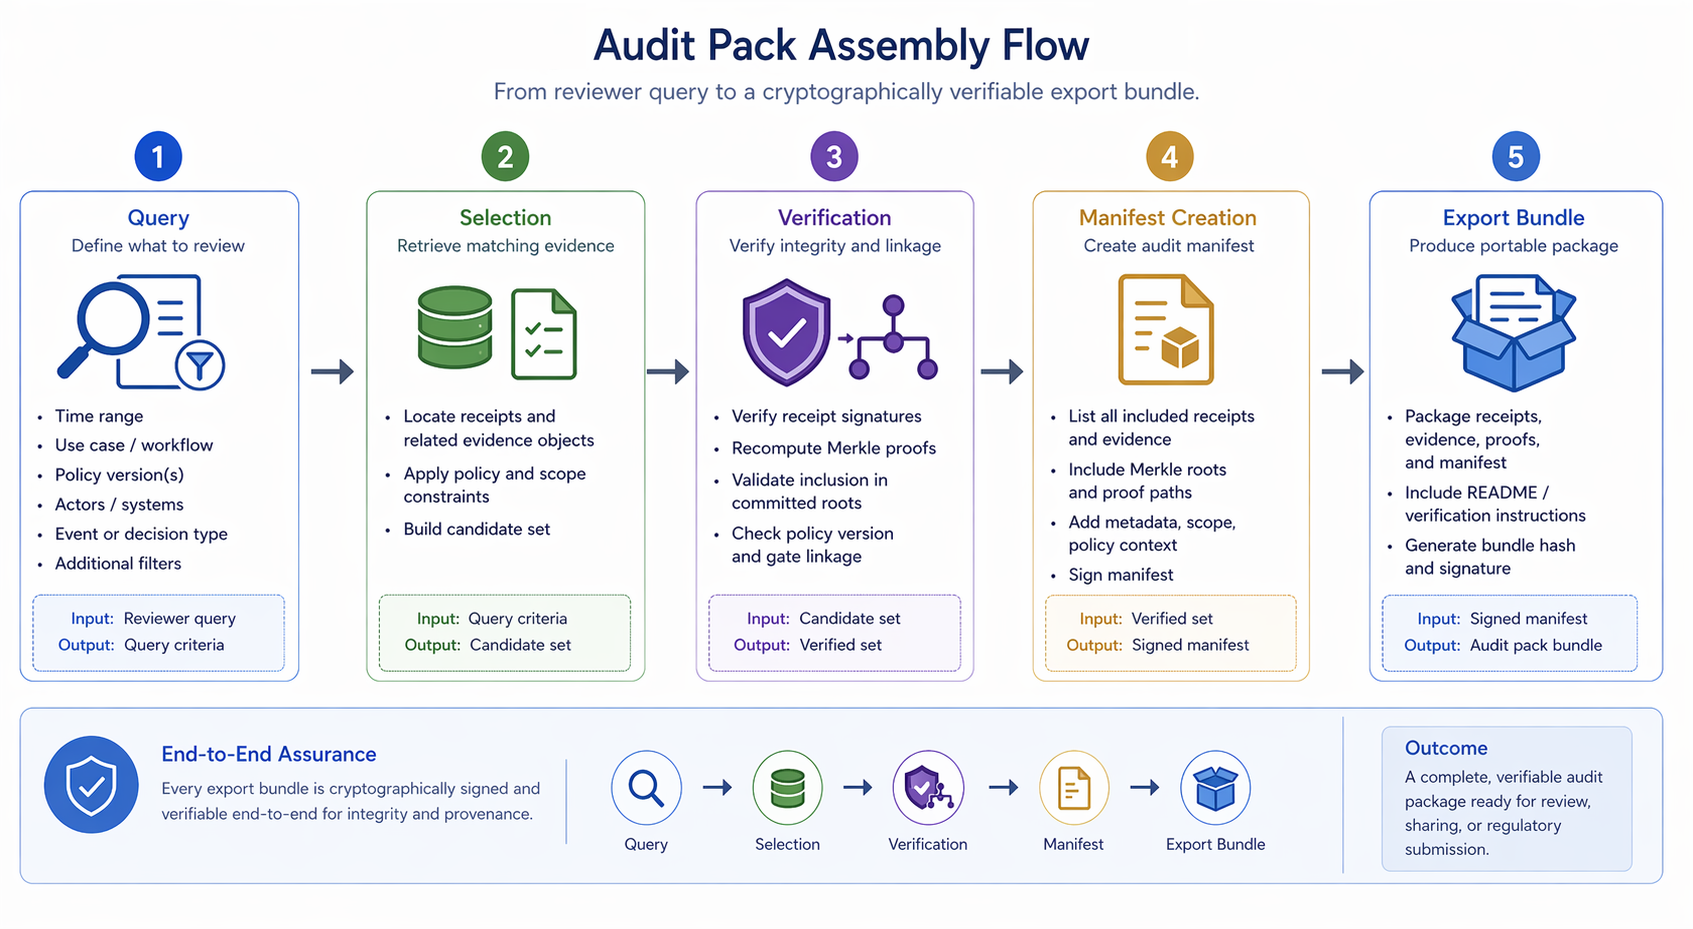 Audit Pack Assembly Flow
From reviewer query to a cryptographically verifiable export bundle.
1
Query
Define what to review
• Time range
• Use case / workflow
• Policy version(s)
• Actors / systems
• Event or decision type
• Additional filters
Input: Reviewer query
Output: Query criteria
2
Selection
Retrieve matching evidence
• Locate receipts and
related evidence objects
• Apply policy and scope
constraints
• Build candidate set
Input: Query criteria
Output: Candidate set
3
Verification
Verify integrity and linkage
• Verify receipt signatures
• Recompute Merkle proofs
• Validate inclusion in
committed roots
• Check policy version
and gate linkage
Input: Candidate set
Output: Verified set
4
Manifest Creation
Create audit manifest
• List all included receipts
and evidence
• Include Merkle roots
and proof paths
• Add metadata, scope,
policy context
• Sign manifest
Input: Verified set
Output: Signed manifest
5
Export Bundle
Produce portable package
• Package receipts,
evidence, proofs,
and manifest
• Include README /
verification instructions
• Generate bundle hash
and signature
Input: Signed manifest
Output: Audit pack bundle
End-to-End Assurance
Every export bundle is cryptographically signed and
verifiable end-to-end for integrity and provenance.
Query
Selection
Verification
Manifest
Export Bundle
Outcome
A complete, verifiable audit
package ready for review,
sharing, or regulatory
submission.